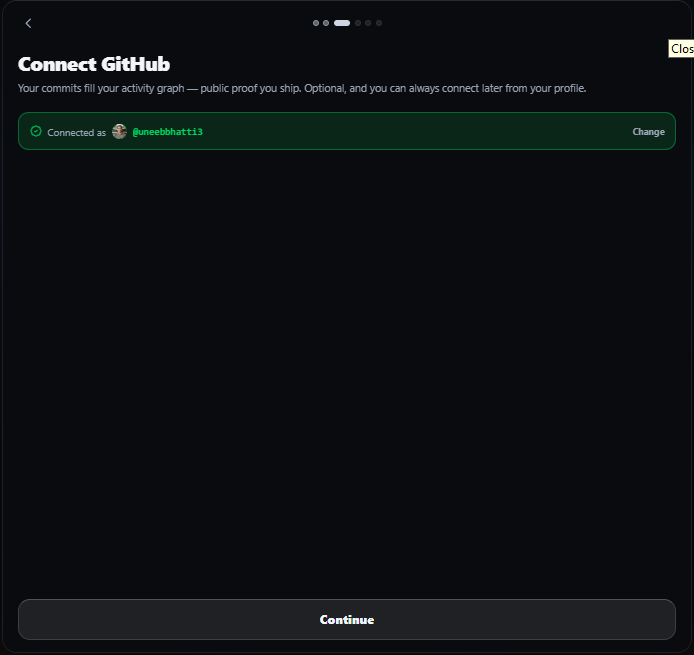 Connect GitHub
Your commits fill your activity graph — public proof you ship. Optional, and you can always connect later from your profile.
Connected as @uneebbhatti3 Change
Continue
Clos